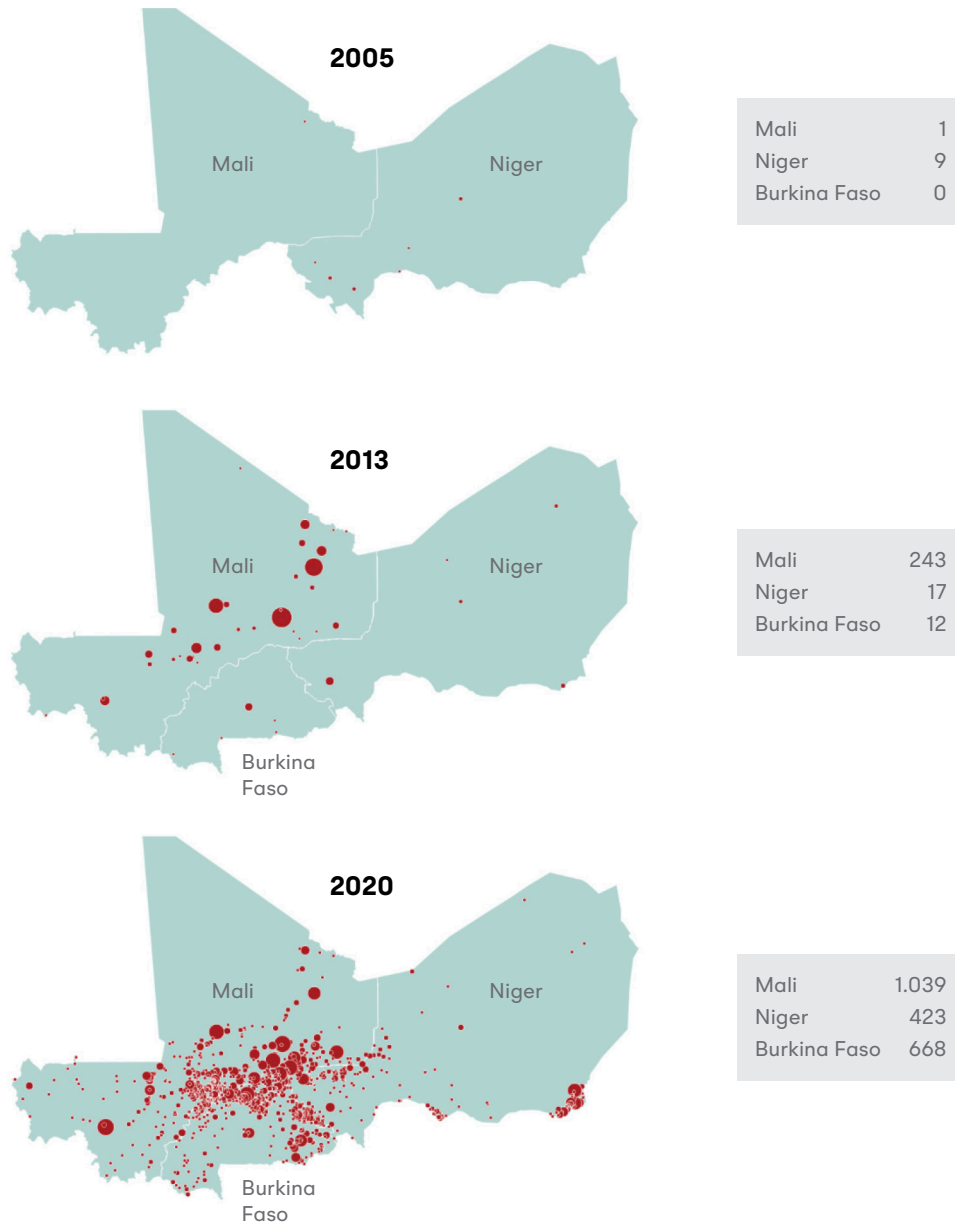 2005
Mali
Niger
Mali 1
Niger 9
Burkina Faso 0
2013
Mali
Niger
Burkina
Faso
Mali 243
Niger 17
Burkina Faso 12
2020
Mali
Niger
Burkina
Faso
Mali 1.039
Niger 423
Burkina Faso 668